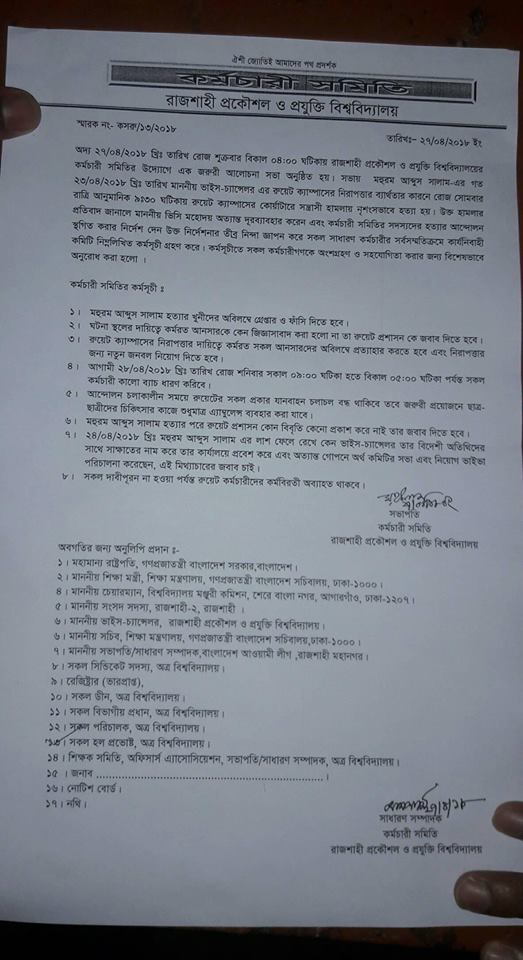 ঐশী জ্যোতিই আমাদের পথ প্রদর্শক
কর্মচারী সমিতি
রাজশাহী প্রকৌশল ও প্রযুক্তি বিশ্ববিদ্যালয়
স্মারক নং- কসরু/১৩/২০১৮
তারিখঃ- ২৭/০৪/২০১৮ ইং
অদ্য ২৭/০৪/২০১৮ খ্রিঃ তারিখ রোজ শুক্রবার বিকাল ০৪:০০ ঘটিকায় রাজশাহী প্রকৌশল ও প্রযুক্তি বিশ্ববিদ্যালয়ের
কর্মচারী সমিতির উদ্যোগে এক জরুরী আলোচনা সভা অনুষ্ঠিত হয়। সভায় মহুরম আব্দুস সালাম-এর গত
২৩/০৪/২০১৮ খ্রিঃ তারিখ মাননীয় ভাইস-চ্যান্সেলর এর রুয়েট ক্যাম্পাসের নিরাপত্তার ব্যার্থতার কারনে রোজ সোমবার
রাত্রি আনুমানিক ৯টা৩০ ঘটিকায় রুয়েট ক্যাম্পাসের কোর্য়াটারে সন্ত্রাসী হামলায় নৃশংসভাবে হত্যা হয়। উক্ত হামলার
প্রতিবাদ জানালে মাননীয় ভিসি মহোদয় অত্যান্ত দূরব্যবহার করেন এবং কর্মচারী সমিতির সদস্যদের হত্যার আন্দোলন
স্থগিত করার নির্দেশ দেন উক্ত নির্দেশনার তীব্র নিন্দা জ্ঞাপন করে সকল সাধারণ কর্মচারীর সর্বসম্মতিক্রমে কার্যনিবাহী
কমিটি নিম্নলিখিত কর্মসূচী গ্রহণ করে। কর্মসূচীতে সকল কর্মচারীগণকে অংশগ্রহণ ও সহযোগিতা করার জন্য বিশেষভাবে
অনুরোধ করা হলো ।
কর্মচারী সমিতির কর্মসূচী ঃ
১। মহুরম আব্দুস সালাম হত্যার খুনীদের অবিলম্বে গ্রেপ্তার ও ফাঁসি দিতে হবে।
২। ঘটনা স্থলের দায়িত্বে কর্মরত আনসারকে কেন জিজ্ঞাসাবাদ করা হলো না তা রুয়েট প্রশাসন কে জবাব দিতে হবে।
৩। রুয়েট ক্যাম্পাসের নিরাপত্তার দায়িত্বে কর্মরত সকল আনসারদের অবিলম্বে প্রত্যাহার করতে হবে এবং নিরাপত্তার
জন্য নতুন জনবল নিয়োগ দিতে হবে।
৪। আগামী ২৮/০৪/২০১৮ খ্রিঃ তারিখ রোজ শনিবার সকাল ০৯:০০ ঘটিকা হতে বিকাল ০৫:০০ ঘটিকা পর্যন্ত সকল
কর্মচারী কালো ব্যাচ ধারণ করিবে।
৫। আন্দোলন চলাকালীন সময়ে রুয়েটের সকল প্রকার যানবাহন চলাচল বন্ধ থাকিবে তবে জরুরী প্রয়োজনে ছাত্র-
ছাত্রীদের চিকিৎসার কাজে শুধুমাত্র এ্যাম্বুলেন্স ব্যবহার করা যাবে।
৬। মহুরম আব্দুস সালাম হত্যার পরে রুয়েট প্রশাসন কোন বিবৃতি কেনো প্রকাশ করে নাই তার জবাব দিতে হবে।
৭। ২৪/০৪/২০১৮ খ্রিঃ মহুরম আব্দুস সালাম এর লাশ ফেলে রেখে কেন ভাইস-চ্যান্সেলর তার বিদেশী অতিথিদের
সাথে সাক্ষাতের নাম করে তার কার্যালয়ে প্রবেশ করে এবং অত্যান্ত গোপনে অর্থ কমিটির সভা এবং নিয়োগ ভাইভা
পরিচালনা করেছেন, এই মিথ্যাচারের জবাব চাই।
৮। সকল দাবীপূরন না হওয়া পর্যন্ত রুয়েট কর্মচারীদের কর্মবিরতী অব্যাহত থাকবে।
সভাপতি
কর্মচারী সমিতি
রাজশাহী প্রকৌশল ও প্রযুক্তি বিশ্ববিদ্যালয়
অবগতির জন্য অনুলিপি প্রদান ঃ-
১। মহামান্য রাষ্ট্রপতি, গণপ্রজাতন্ত্রী বাংলাদেশ সরকার,বাংলাদেশ।
২। মাননীয় শিক্ষা মন্ত্রী, শিক্ষা মন্ত্রণালয়, গণপ্রজাতন্ত্রী বাংলাদেশ সচিবালয়, ঢাকা-১০০০।
৪। মাননীয় চেয়ারম্যান, বিশ্ববিদ্যালয় মঞ্জুরী কমিশন, শেরে বাংলা নগর, আগারগাঁও, ঢাকা-১২০৭।
৫। মাননীয় সংসদ সদস্য, রাজশাহী-২, রাজশাহী ।
৬। মাননীয় ভাইস-চ্যান্সেলর, রাজশাহী প্রকৌশল ও প্রযুক্তি বিশ্ববিদ্যালয়।
৬। মাননীয় সচিব, শিক্ষা মন্ত্রণালয়, গণপ্রজাতন্ত্রী বাংলাদেশ সচিবালয়,ঢাকা-১০০০।
৭। মাননীয় সভাপতি/সাধারন সম্পাদক,বাংলাদেশ আওয়ামী লীগ ,রাজশাহী মহানগর।
৮। সকল সিন্ডিকেট সদস্য, অত্র বিশ্ববিদ্যালয়।
৯। রেজিষ্ট্রার (ভারপ্রাপ্ত),
১০। সকল ডীন, অত্র বিশ্ববিদ্যালয়।
১১। সকল বিভাগীয় প্রধান, অত্র বিশ্ববিদ্যালয়।
১২। সকল পরিচালক, অত্র বিশ্ববিদ্যালয়।
১৩। সকল হল প্রভোষ্ট, অত্র বিশ্ববিদ্যালয়।
১৪। শিক্ষক সমিতি, অফিসার্স এ্যাসোসিয়েশন, সভাপতি/সাধারন সম্পাদক, অত্র বিশ্ববিদ্যালয়।
১৫ । জনাব ............................................................।
১৬। নোটিশ বোর্ড।
১৭। নথি।
সাধারণ সম্পাদক
কর্মচারী সমিতি
রাজশাহী প্রকৌশল ও প্রযুক্তি বিশ্ববিদ্যালয়